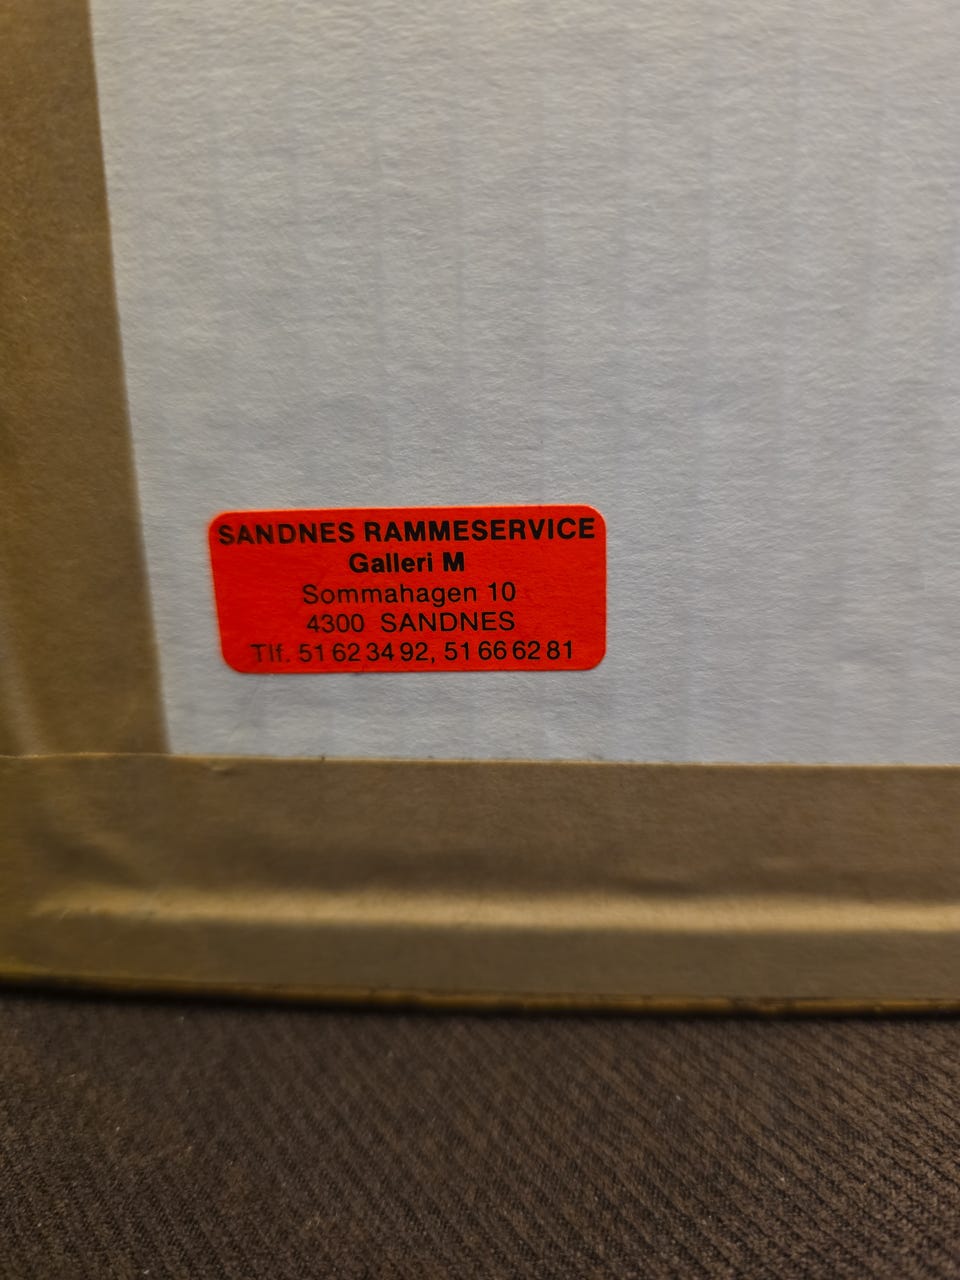 SANDNES RAMMESERVICE
Galleri M
Sommahagen 10
4300 SANDNES
Tlf. 51 62 34 92, 51 66 62 81